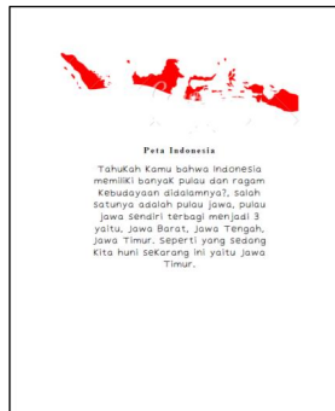 Peta Indonesia
Tahukah Kamu bahwa Indonesia
memiliki banyak pulau dan ragam
Kebudayaan didalamnya?, salah
satunya adalah pulau jawa, pulau
jawa sendiri terbagi menjadi 3
yaitu, Jawa Barat, Jawa Tengah,
Jawa Timur. Seperti yang sedang
Kita huni sekarang ini yaitu Jawa
Timur.